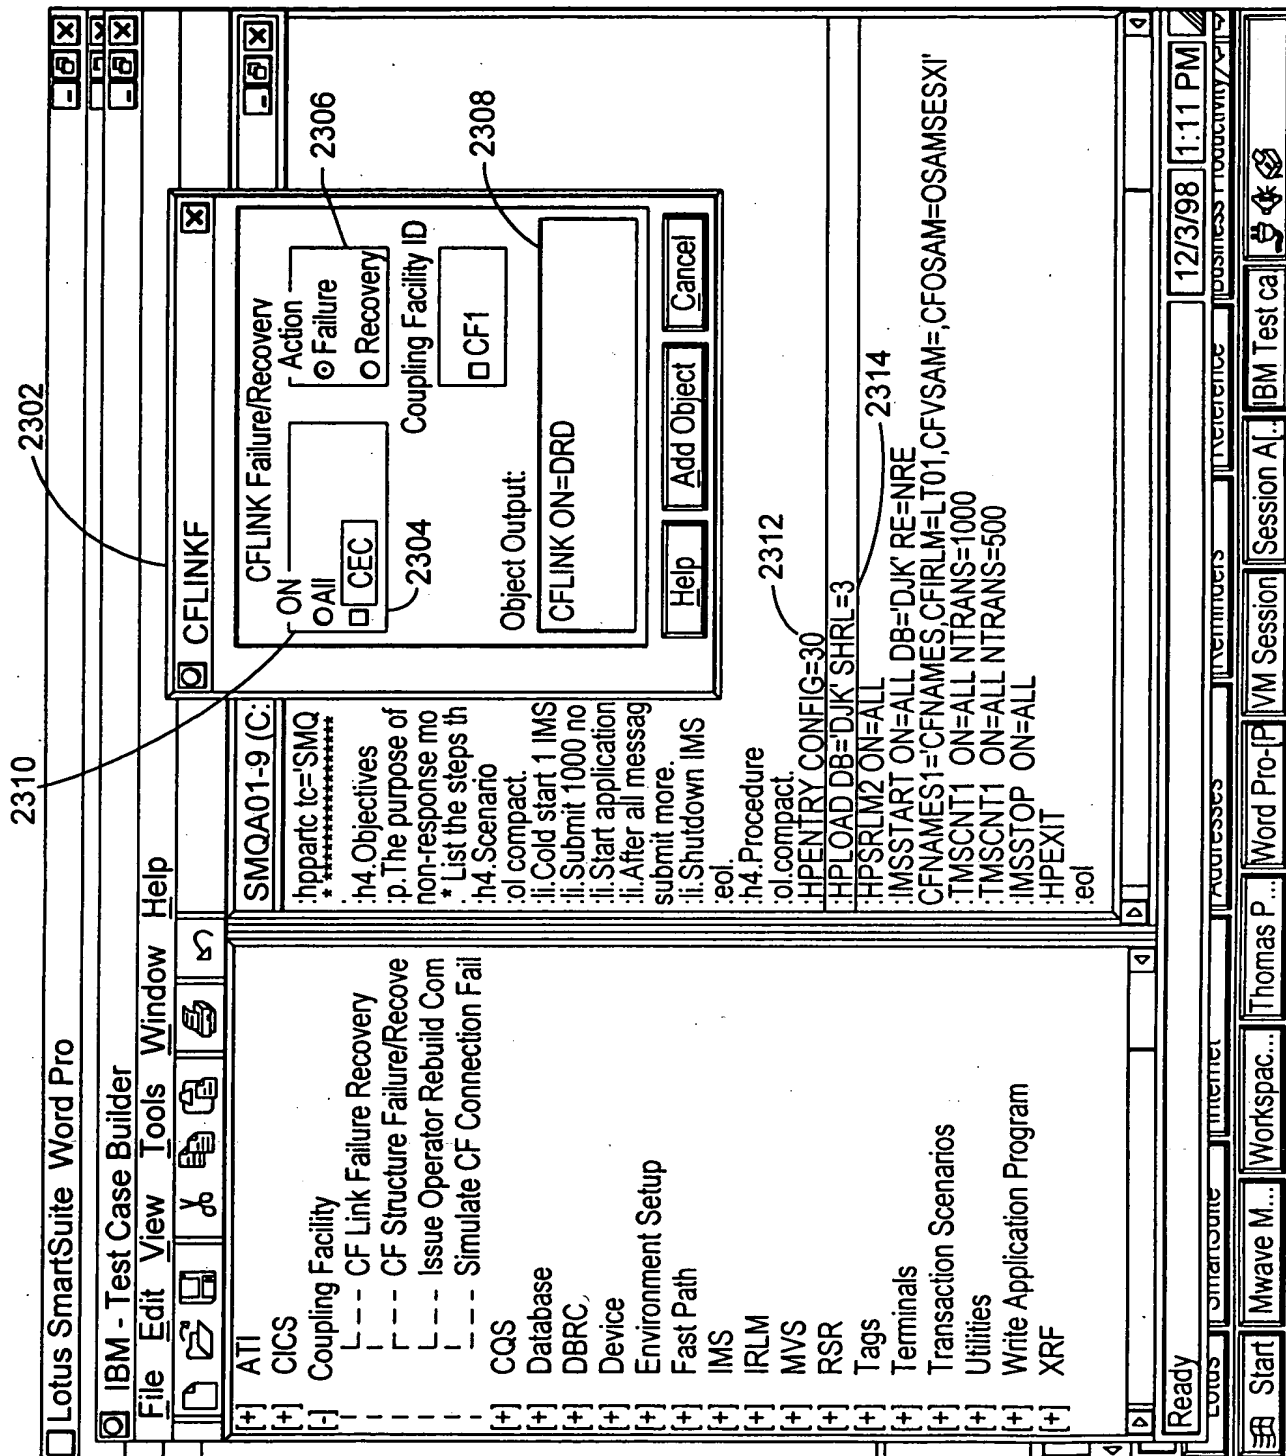 Lotus SmartSuite Word Pro
IBM - Test Case Builder
File Edit View Tools Window Help
[+] ATI
[+] CICS
[-] Coupling Facility
CF Link Failure Recovery
CF Structure Failure/Recove
Issue Operator Rebuild Com
Simulate CF Connection Fail
[+] CQS
[+] Database
[+] DBRC,
[+] Device
[+] Environment Setup
[+] Fast Path
[+] IMS
[+] IRLM
[+] MVS
[+] RSR
[+] Tags
[+] Terminals
[+] Transaction Scenarios
[+] Utilities
[+] Write Application Program
[+] XRF
SMQA01-9 (C:
:hppartc tc='SMQ
* ********************
:h4.Objectives
:p.The purpose of
non-response mo
* List the steps th
:h4.Scenario
:ol compact.
:li.Cold start 1 IMS
:li.Submit 1000 no
:li.Start application
:li.After all messag
submit more.
:li.Shutdown IMS
:eol.
:h4.Procedure
:ol.compact.
:HPENTRY CONFIG=30
:HPLOAD DB='DJK' SHRL=3
:HPSRLM2 ON=ALL
:IMSSTART ON=ALL DB='DJK' RE=NRE
CFNAMES1='CFNAMES,CFIRLM=LT01,CFVSAM=,CFOSAM=OSAMSESXI'
:TMSCNT1 ON=ALL NTRANS=1000
:TMSCNT1 ON=ALL NTRANS=500
:IMSSTOP ON=ALL
:HPEXIT
:eol
CFLINKF
CFLINK Failure/Recovery
ON
All
CEC
Action
Failure
Recovery
Coupling Facility ID
CF1
Object Output:
CFLINK ON=DRD
Help Add Object Cancel
2302
2304
2306
2308
2310
2312
2314
Ready
12/3/98 1:11 PM
Lotus SmartSuite Internet Addresses Reminders Reference Business Productivity/
Start Mwave M... Workspac... Thomas P... Word Pro-[P VM Session Session A[.. IBM Test ca